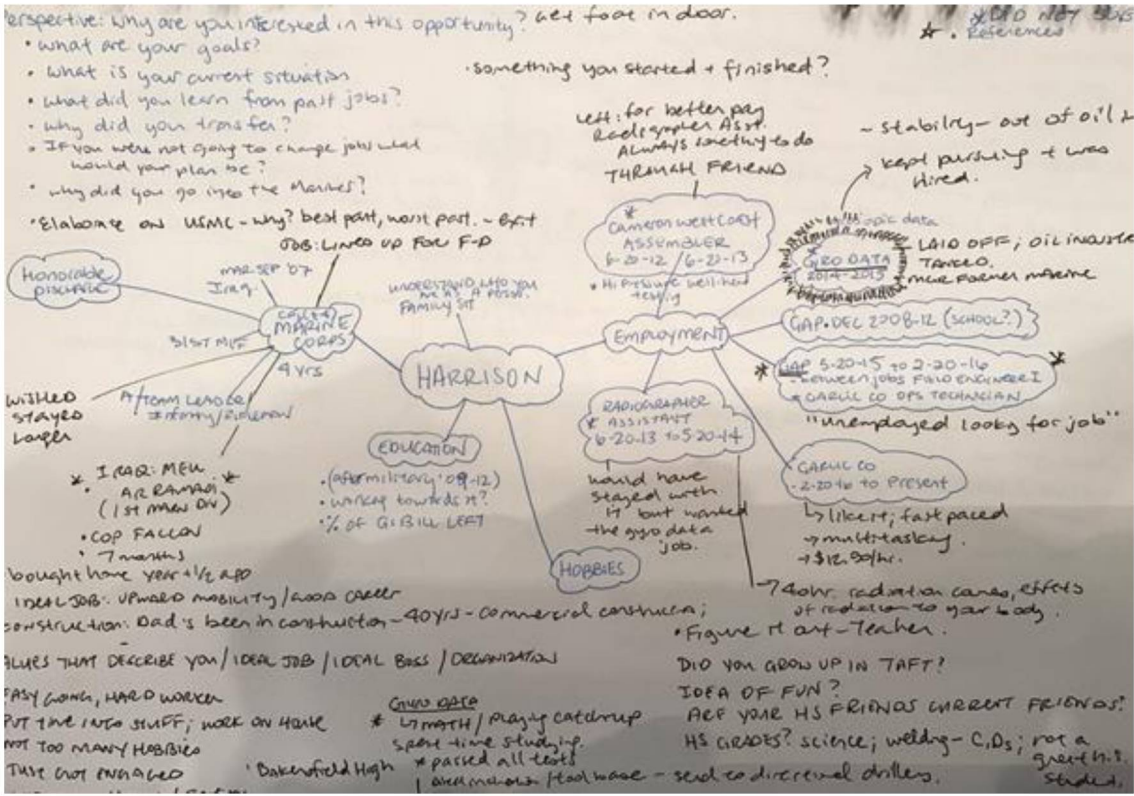 erspective: Why are you interested in this opportunity? Get foot in door.
• What are your goals?
• What is your current situation
• What did you learn from past jobs?
• Why did you transfer?
• If you were not going to change jobs what
would your plan be?
• Why did you go into the Marines?
• Elaborate on USMC - why? best part, worst part. - exit
• something you started + finished?
DID NOT
☆ • References
Left: for better pay
Radiographer Asst.
ALWAYS something to do
THROUGH FRIEND
~ stability - out of oil
kept pursuing + was
hired.
JOB: LINED UP FOR F-D
Honorable
DISCHARGE
MAR SEP '07
Iraq
MARINE
CORPS
4 yrs
31ST MEU
UNDERSTAND WHO YOU
ARE AS A
FAMILY SIT
* Cameron West Coast
ASSEMBLER
6-20-12 / 6-20-13
• Hi Pressure well head
testing
topic data
GYRO DATA
2014-2015
LAID OFF; OIL
TANKED
former marine
HARRISON
EMPLOYMENT
GAP. DEC 2008-12 (SCHOOL?)
* GAP 5-20-15 to 2-20-16 *
- Between jobs FIELD ENGINEER I
CO OPS TECHNICIAN
"unemployed looking for job"
WISHED
STAYED
Longer
A/TEAM LEADER/
Infantry/Rifleman
RADIOGRAPHER
* ASSISTANT
6-20-13 to 5-20-14
EDUCATION
• (after military '09-12)
• working towards it?
• % OF GI BILL LEFT
would have
stayed with
it but wanted
the gyro data
job.
CO
2-20-16 to Present
↳ likes it; fast paced
→ multitasking.
→ $12.90/hr.
* IRAQ: MEU *
• AR RAMADI
(1ST MAR DIV)
• COP FALCON
• 7 months
HOBBIES
bought home year + 1/2 ago
IDEAL JOB: UPWARD MOBILITY / GOOD CAREER
construction: Dad's been in construction - 40 yrs - commercial construction;
→ 40hr. radiation effects
of radiation to your body.
• Figure it out - Teacher.
ALUES THAT DESCRIBE YOU / IDEAL JOB / IDEAL BOSS / ORGANIZATION
EASY GOING, HARD WORKER
PUT TIME INTO STUFF; WORK ON HOUSE
NOT TOO MANY HOBBIES
JUST GOT ENGAGED
• Bakersfield High
GYRO DATA
* ↳ MATH / playing catchup
spent time studying.
* passed all tests
/ tool base - send to directional drillers.
DID YOU GROW UP IN TAFT?
IDEA OF FUN?
ARE YOUR HS FRIENDS CURRENT FRIENDS?
HS GRADES? science; welding - C, Ds; not a
great h.s.
student.